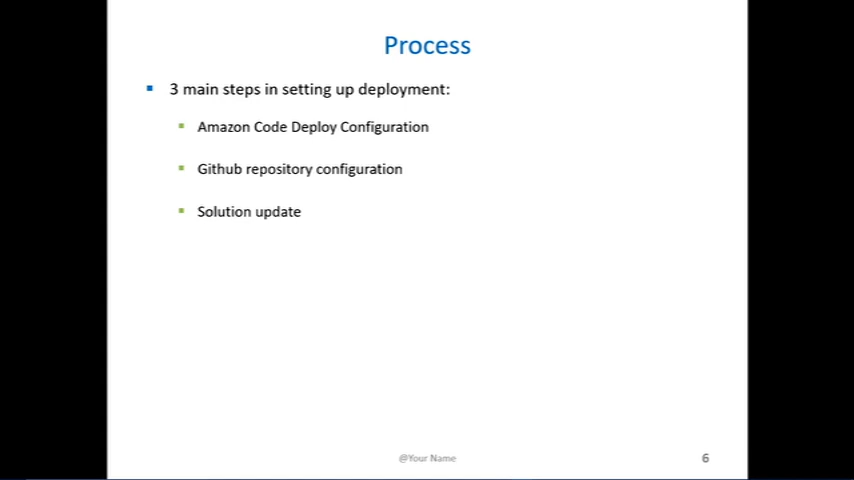 Process
3 main steps in setting up deployment:
Amazon Code Deploy Configuration
Github repository configuration
Solution update
@Your Name
6